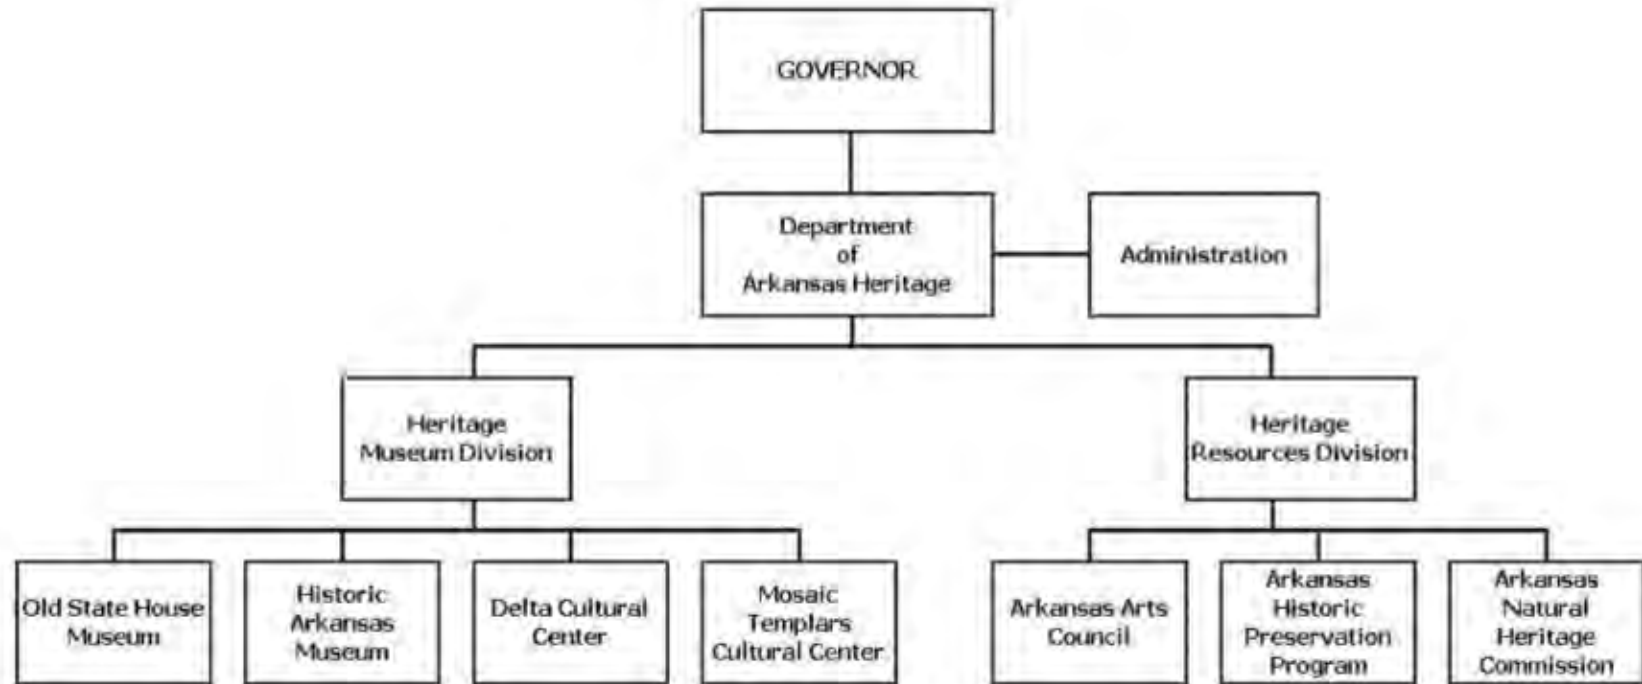 GOVERNOR
Department
of
Arkansas Heritage
Administration
Heritage
Museum Division
Heritage
Resources Division
Old State House
Museum
Historic
Arkansas
Museum
Delta Cultural
Center
Mosaic
Templars
Cultural Center
Arkansas Arts
Council
Arkansas
Historic
Preservation
Program
Arkansas
Natural
Heritage
Commission